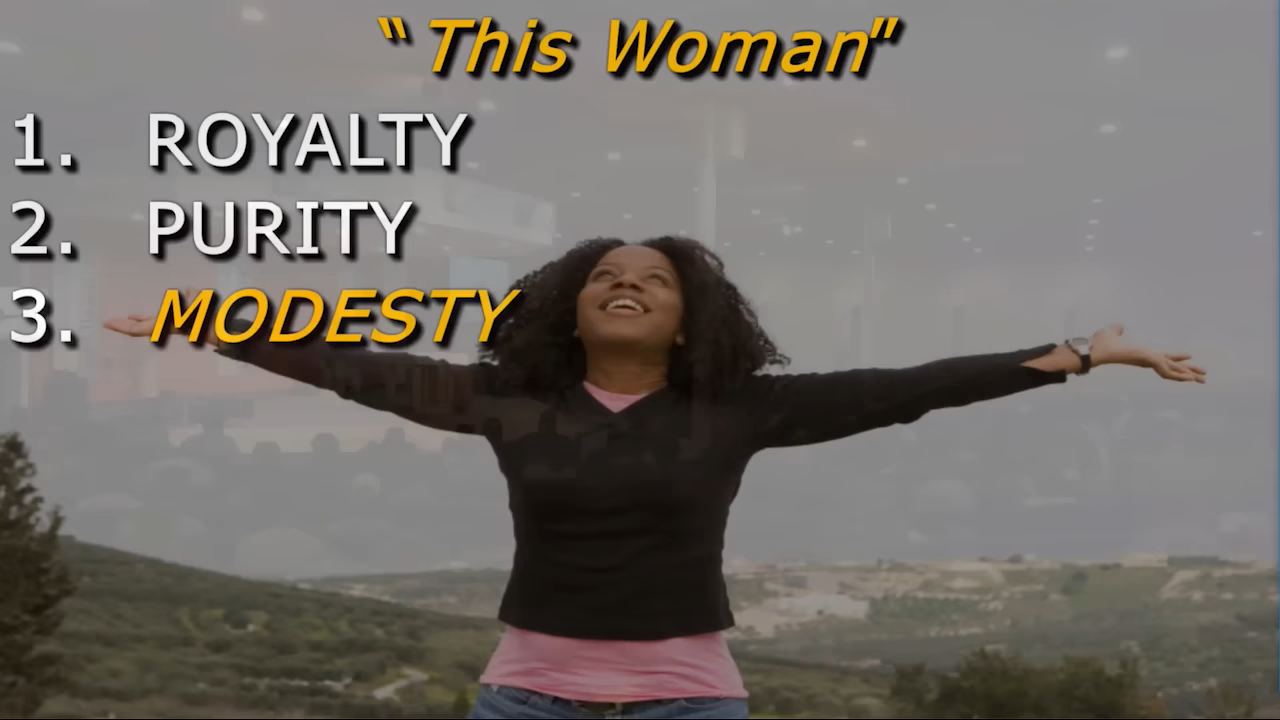 “This Woman”
1. ROYALTY
2. PURITY
3. MODESTY